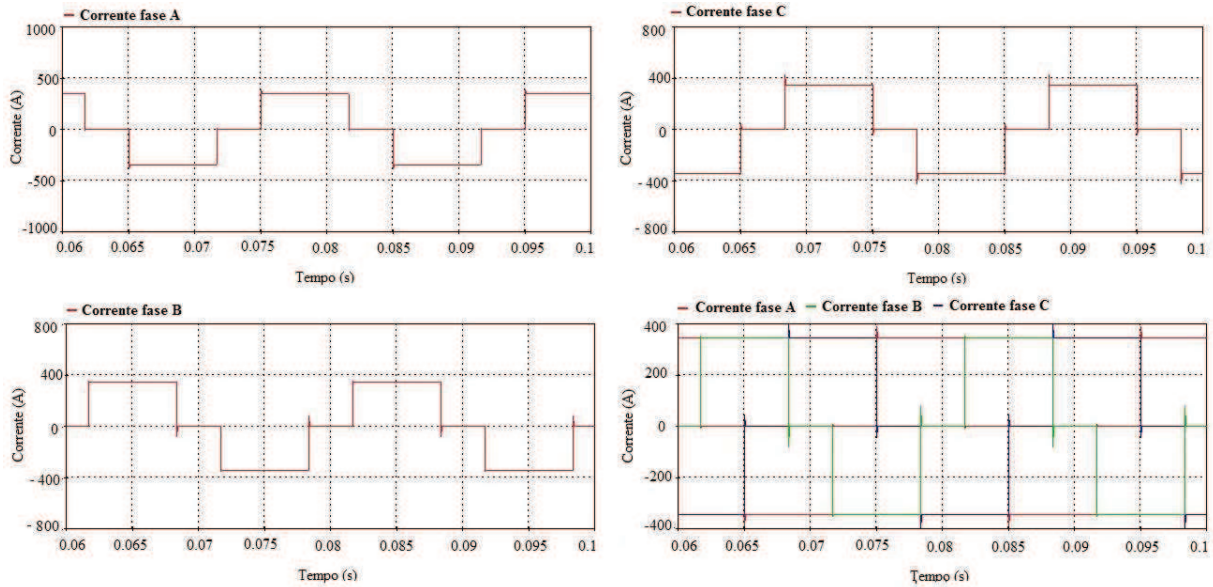 Corrente fase A
Corrente (A)
1000
500
0
-500
-1000
0.06 0.065 0.07 0.075 0.08 0.085 0.09 0.095 0.1
Tempo (s)
Corrente fase C
Corrente (A)
800
400
0
- 400
- 800
0.06 0.065 0.07 0.075 0.08 0.085 0.09 0.095 0.1
Tempo (s)
Corrente fase B
Corrente (A)
800
400
0
- 400
- 800
0.06 0.065 0.07 0.075 0.08 0.085 0.09 0.095 0.1
Tempo (s)
Corrente fase A Corrente fase B Corrente fase C
Corrente (A)
400
200
0
-200
-400
0.06 0.065 0.07 0.075 0.08 0.085 0.09 0.095 0.1
Tempo (s)